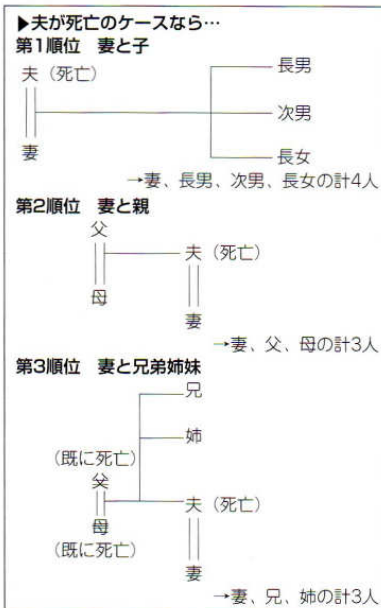 ▶夫が死亡のケースなら…
第1順位　妻と子
夫（死亡）
長男
次男
妻
長女
→妻、長男、次男、長女の計4人
第2順位　妻と親
父
夫（死亡）
母
妻
→妻、父、母の計3人
第3順位　妻と兄弟姉妹
兄
姉
（既に死亡）
父
母
夫（死亡）
（既に死亡）
妻
→妻、兄、姉の計3人